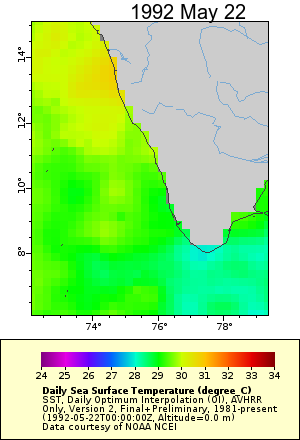 1992 May 22
14°
12°
10°
8°
74° 76° 78°
24 25 26 27 28 29 30 31 32 33 34
Daily Sea Surface Temperature (degree_C)
SST, Daily Optimum Interpolation (OI), AVHRR
Only, Version 2, Final+Preliminary, 1981-present
(1992-05-22T00:00:00Z, Altitude=0.0 m)
Data courtesy of NOAA NCEI